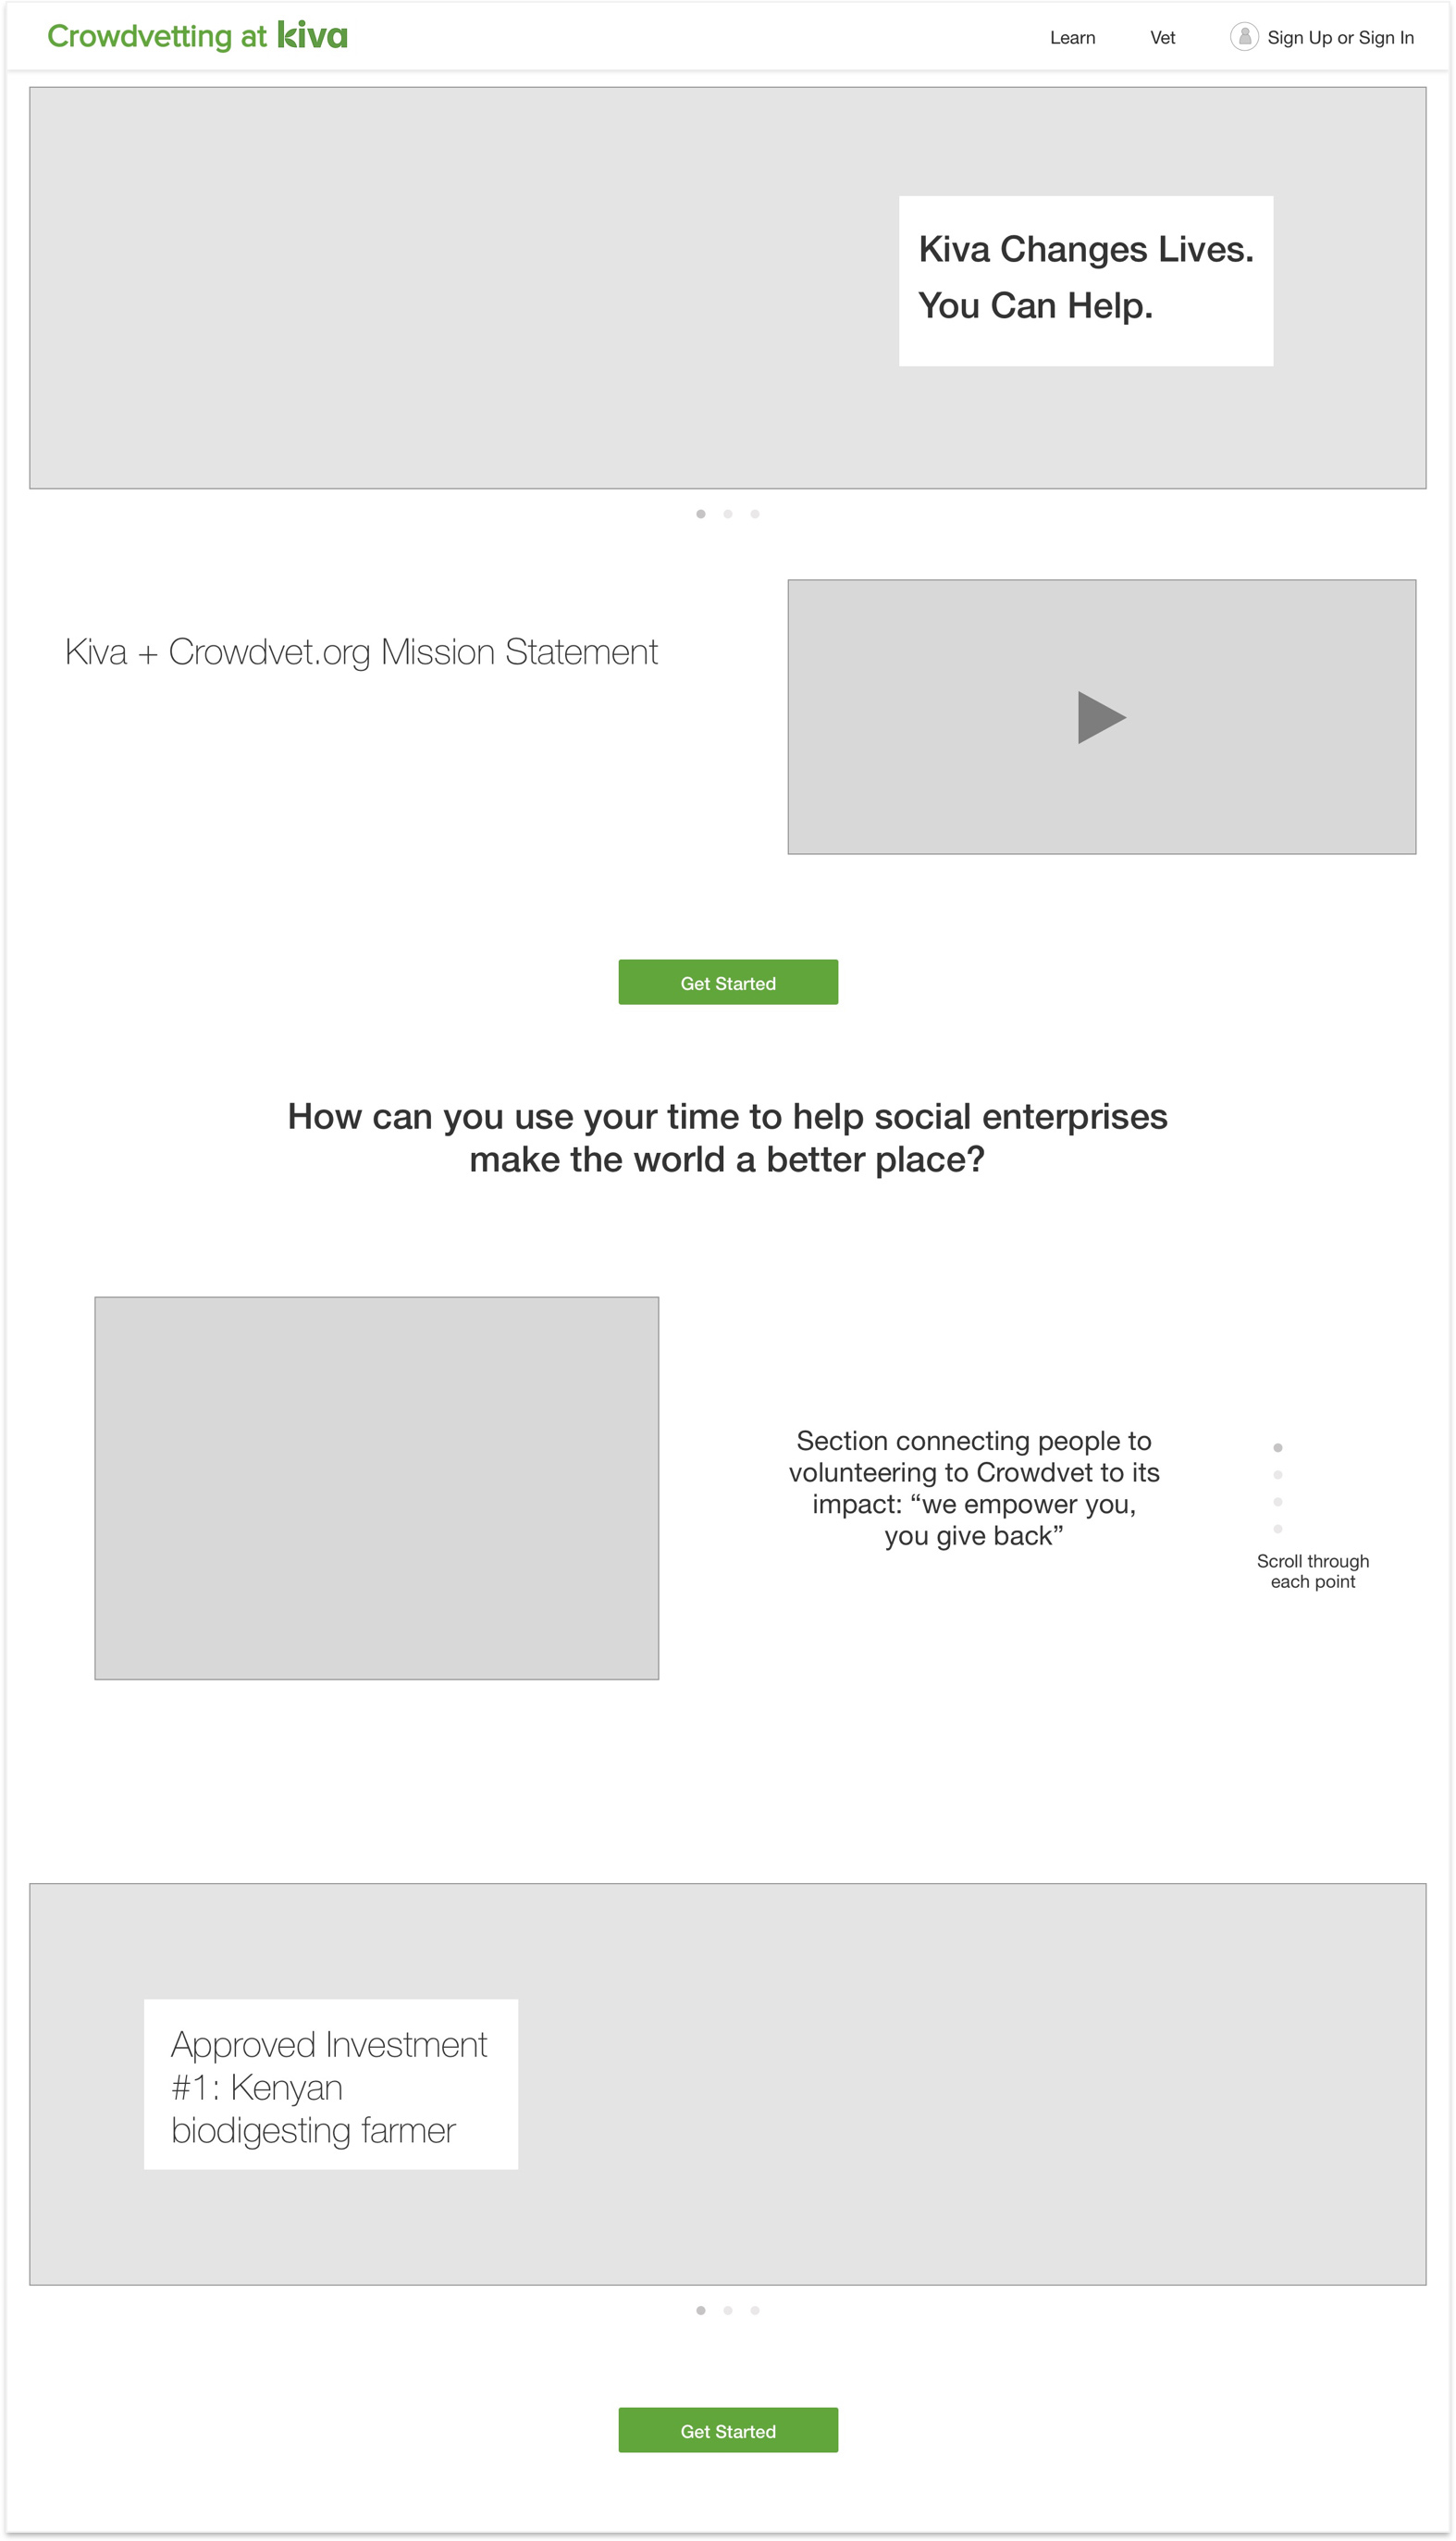 Crowdvetting at kiva
Learn
Vet
Sign Up or Sign In
Kiva Changes Lives.
You Can Help.
Kiva + Crowdvet.org Mission Statement
Get Started
How can you use your time to help social enterprises
make the world a better place?
Section connecting people to
volunteering to Crowdvet to its
impact: “we empower you,
you give back”
Scroll through
each point
Approved Investment
#1: Kenyan
biodigesting farmer
Get Started